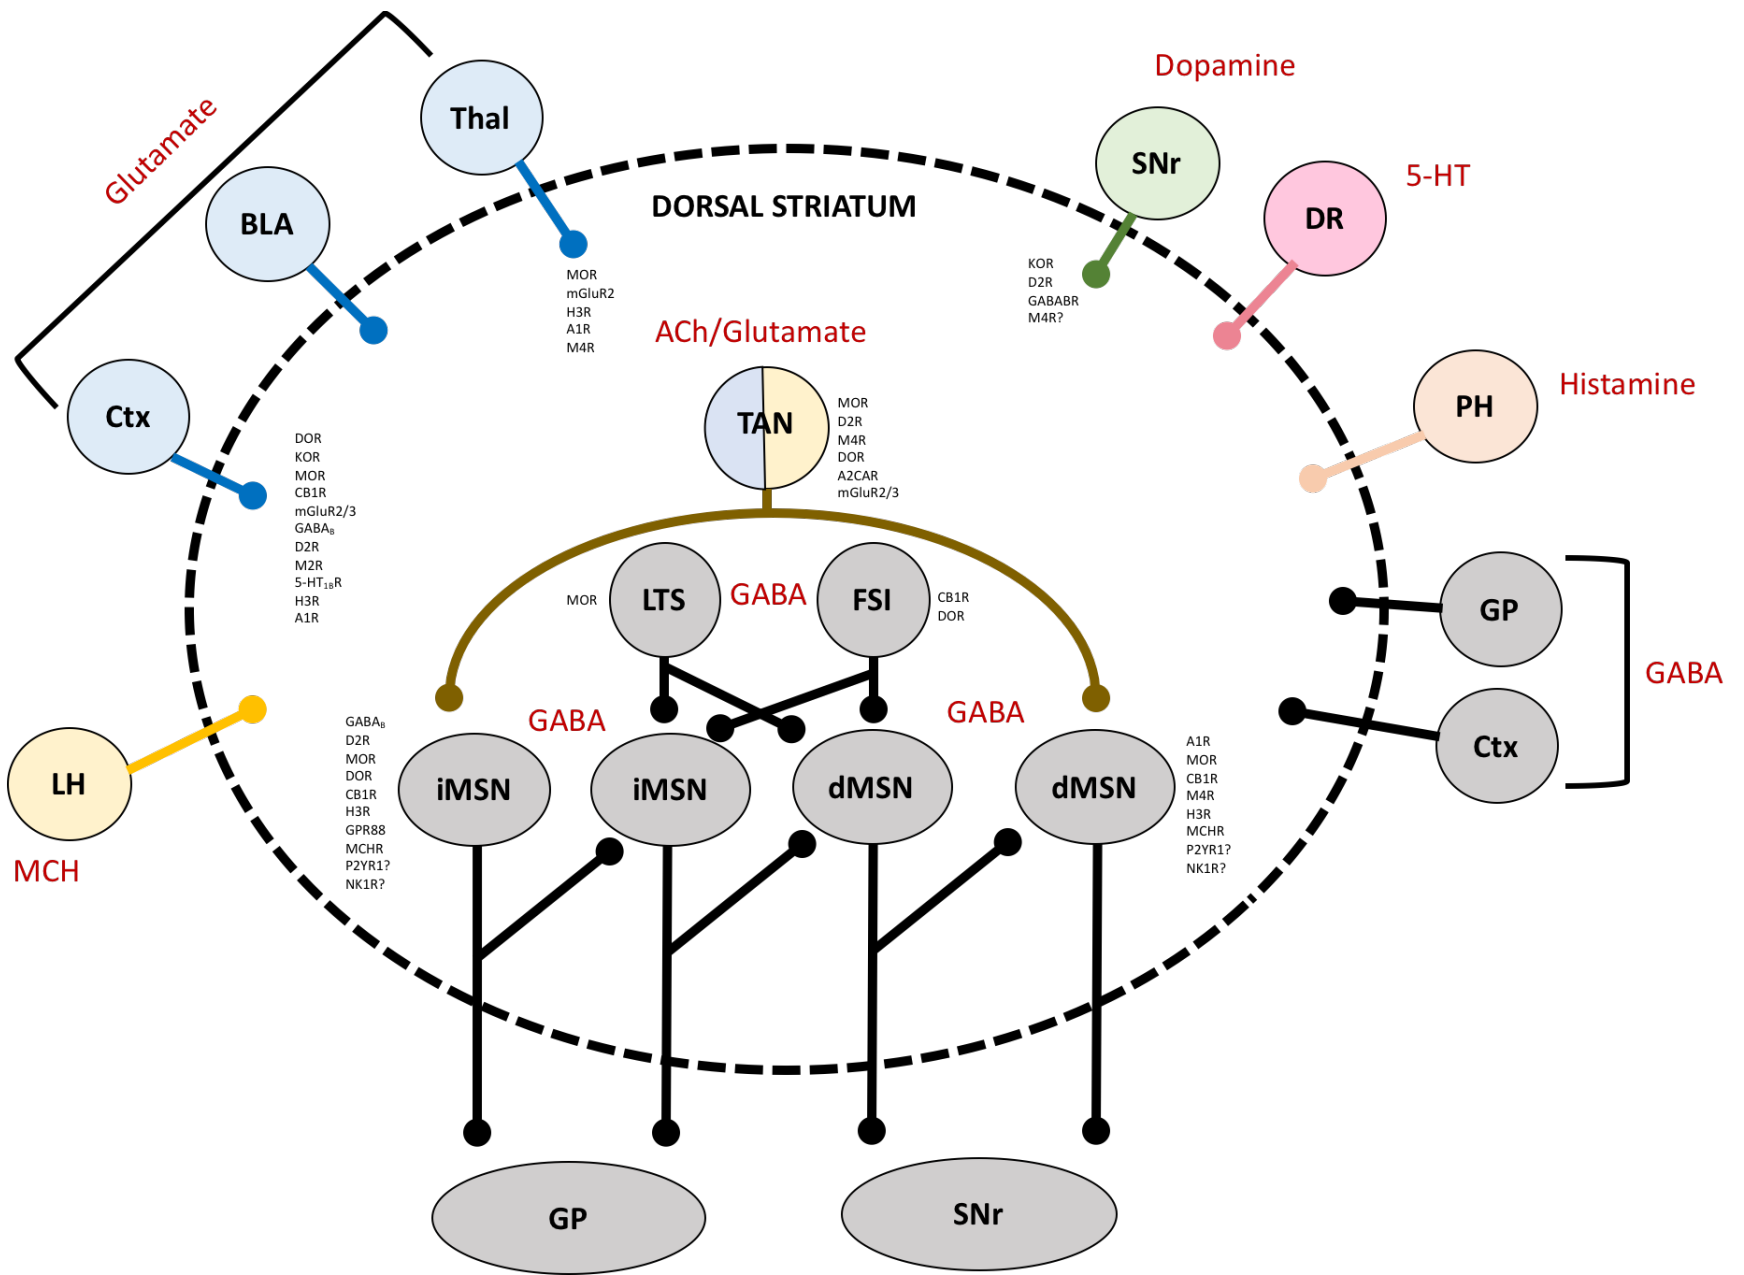 Glutamate
Thal
BLA
Ctx
MOR
mGluR2
H3R
A1R
M4R
DORSAL STRIATUM
Dopamine
SNr
KOR
D2R
GABABR
M4R?
5-HT
DR
Histamine
PH
ACh/Glutamate
TAN
MOR
D2R
M4R
DOR
A2CAR
mGluR2/3
DOR
KOR
MOR
CB1R
mGluR2/3
GABAB
D2R
M2R
5-HT1BR
H3R
A1R
MOR
LTS
GABA
FSI
CB1R
DOR
GP
Ctx
GABA
LH
MCH
GABA
GABA
GABAB
D2R
MOR
DOR
CB1R
H3R
GPR88
MCHR
P2YR1?
NK1R?
iMSN
iMSN
dMSN
dMSN
A1R
MOR
CB1R
M4R
H3R
MCHR
P2YR1?
NK1R?
GP
SNr